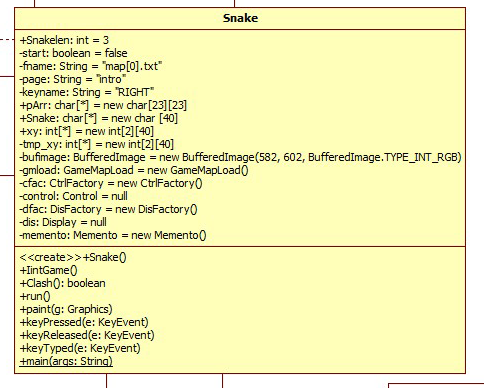 Snake
+Snakelen: int = 3
-start: boolean = false
-fname: String = "map[0].txt"
-page: String = "intro"
-keyname: String = "RIGHT"
+pArr: char[*] = new char[23][23]
+Snake: char[*] = new char [40]
+xy: int[*] = new int[2][40]
-tmp_xy: int[*] = new int[2][40]
-bufimage: BufferedImage = new BufferedImage(582, 602, BufferedImage.TYPE_INT_RGB)
-gmload: GameMapLoad = new GameMapLoad()
-cfac: CtrlFactory = new CtrlFactory()
-control: Control = null
-dfac: DisFactory = new DisFactory()
-dis: Display = null
-memento: Memento = new Memento()
<<create>>+Snake()
+IintGame()
+Clash(): boolean
+run()
+paint(g: Graphics)
+keyPressed(e: KeyEvent)
+keyReleased(e: KeyEvent)
+keyTyped(e: KeyEvent)
+main(args: String)